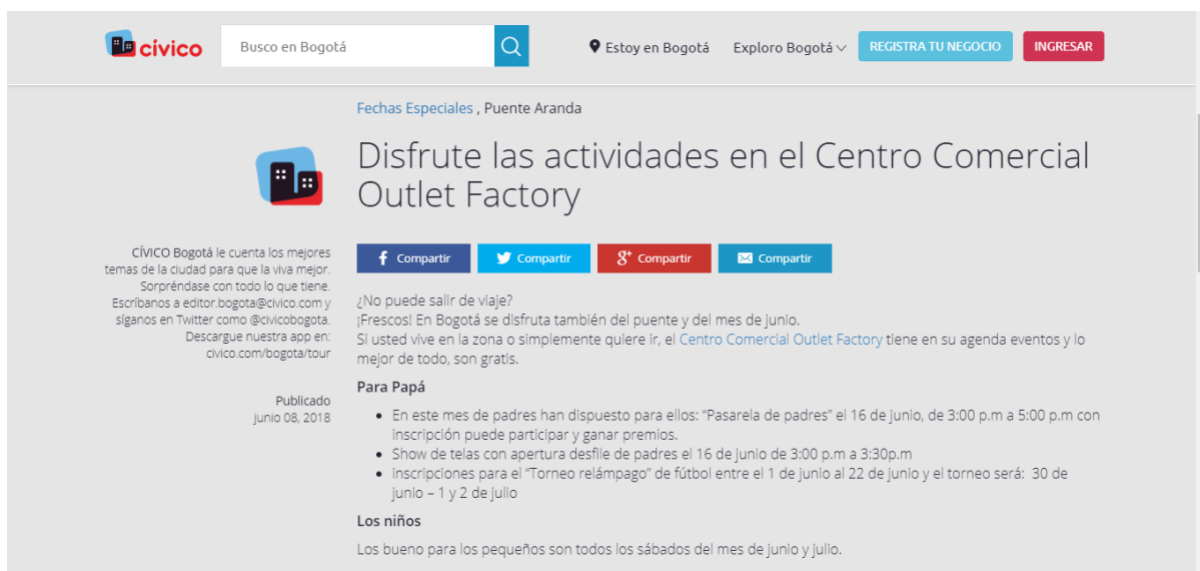 cívico
Busco en Bogotá
Estoy en Bogotá
Exploro Bogotá
REGISTRA TU NEGOCIO
INGRESAR
Fechas Especiales , Puente Aranda
Disfrute las actividades en el Centro Comercial
Outlet Factory
CÍVICO Bogotá le cuenta los mejores
temas de la ciudad para que la viva mejor.
Sorpréndase con todo lo que tiene.
Escríbanos a editor.bogota@civico.com y
síganos en Twitter como @civicobogota.
Descargue nuestra app en:
civico.com/bogota/tour
Publicado
junio 08, 2018
f Compartir
Compartir
g+ Compartir
Compartir
¿No puede salir de viaje?
¡Frescos! En Bogotá se disfruta también del puente y del mes de junio.
Si usted vive en la zona o simplemente quiere ir, el Centro Comercial Outlet Factory tiene en su agenda eventos y lo
mejor de todo, son gratis.
Para Papá
• En este mes de padres han dispuesto para ellos: “Pasarela de padres” el 16 de junio, de 3:00 p.m a 5:00 p.m con
inscripción puede participar y ganar premios.
• Show de telas con apertura desfile de padres el 16 de junio de 3:00 p.m a 3:30p.m
• inscripciones para el “Torneo relámpago” de fútbol entre el 1 de junio al 22 de junio y el torneo será: 30 de
junio – 1 y 2 de julio
Los niños
Los bueno para los pequeños son todos los sábados del mes de junio y julio.